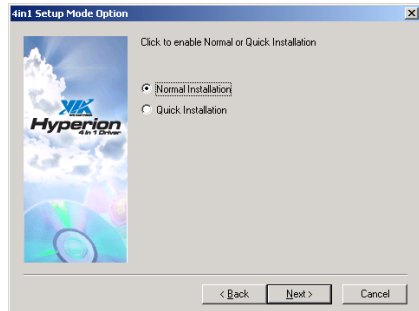 4in1 Setup Mode Option
Click to enable Normal or Quick Installation
Normal Installation
Quick Installation
VIA
Hyperion
4 in 1 Driver
< Back
Next >
Cancel